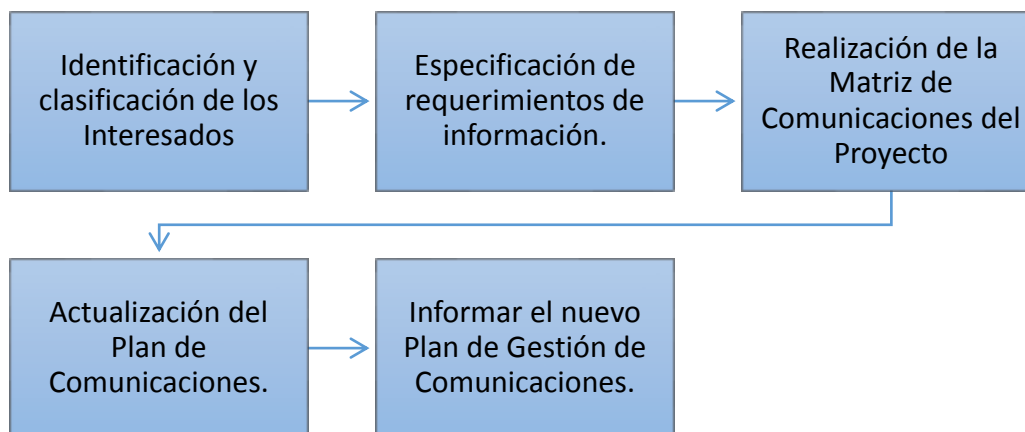 Identificación y
clasificación de los
Interesados
Especificación de
requerimientos de
información.
Realización de la
Matriz de
Comunicaciones del
Proyecto
Actualización del
Plan de
Comunicaciones.
Informar el nuevo
Plan de Gestión de
Comunicaciones.